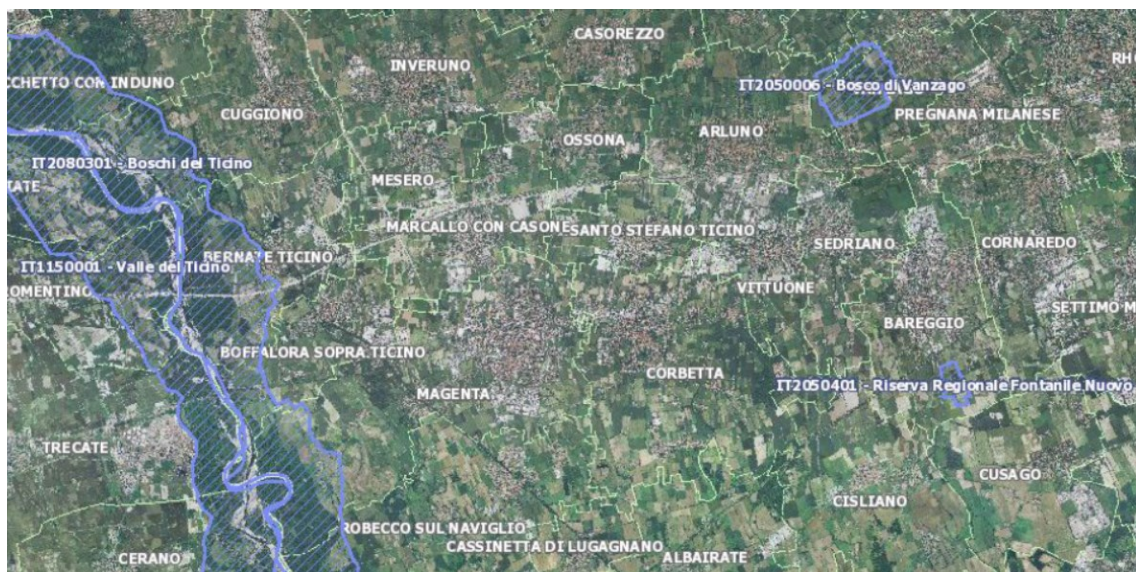 CASOREZZO
INVERUNO
RH
CCHETTO CON INDUNO
IT2050006 - Bosco di Vanzago
CUGGIONO
PREGNANA MILANESE
ARLUNO
OSSONA
IT2080301 - Boschi del Ticino
MESERO
MARCALLO CON CASONE
SANTO STEFANO TICINO
SEDRIANO
CORNAREDO
BERNATE TICINO
IT1150001 - Valle del Ticino
OMENTINO
VITTUONE
SETTIMO M
BAREGGIO
BOFFALORA SOPRA TICINO
CORBETTA
IT2050401 - Riserva Regionale Fontanile Nuovo
MAGENTA
TRECATE
CUSAGO
CISLIANO
ROBECCO SUL NAVIGLIO
CASSINETTA DI LUGAGNANO
CERANO
ALBAIRATE